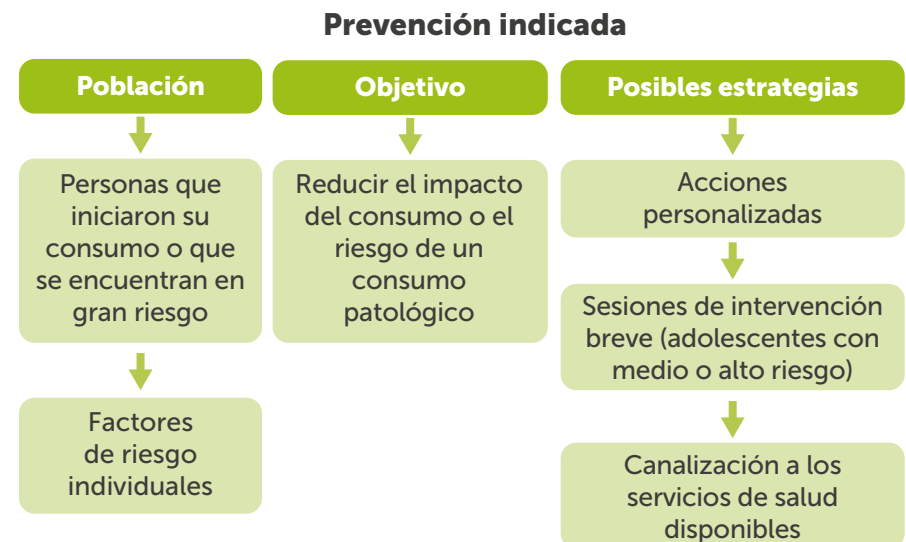 Prevención indicada
Población
Personas que
iniciaron su
consumo o que
se encuentran en
gran riesgo
Factores
de riesgo
individuales
Objetivo
Reducir el impacto
del consumo o el
riesgo de un
consumo
patológico
Posibles estrategias
Acciones
personalizadas
Sesiones de intervención
breve (adolescentes con
medio o alto riesgo)
Canalización a los
servicios de salud
disponibles